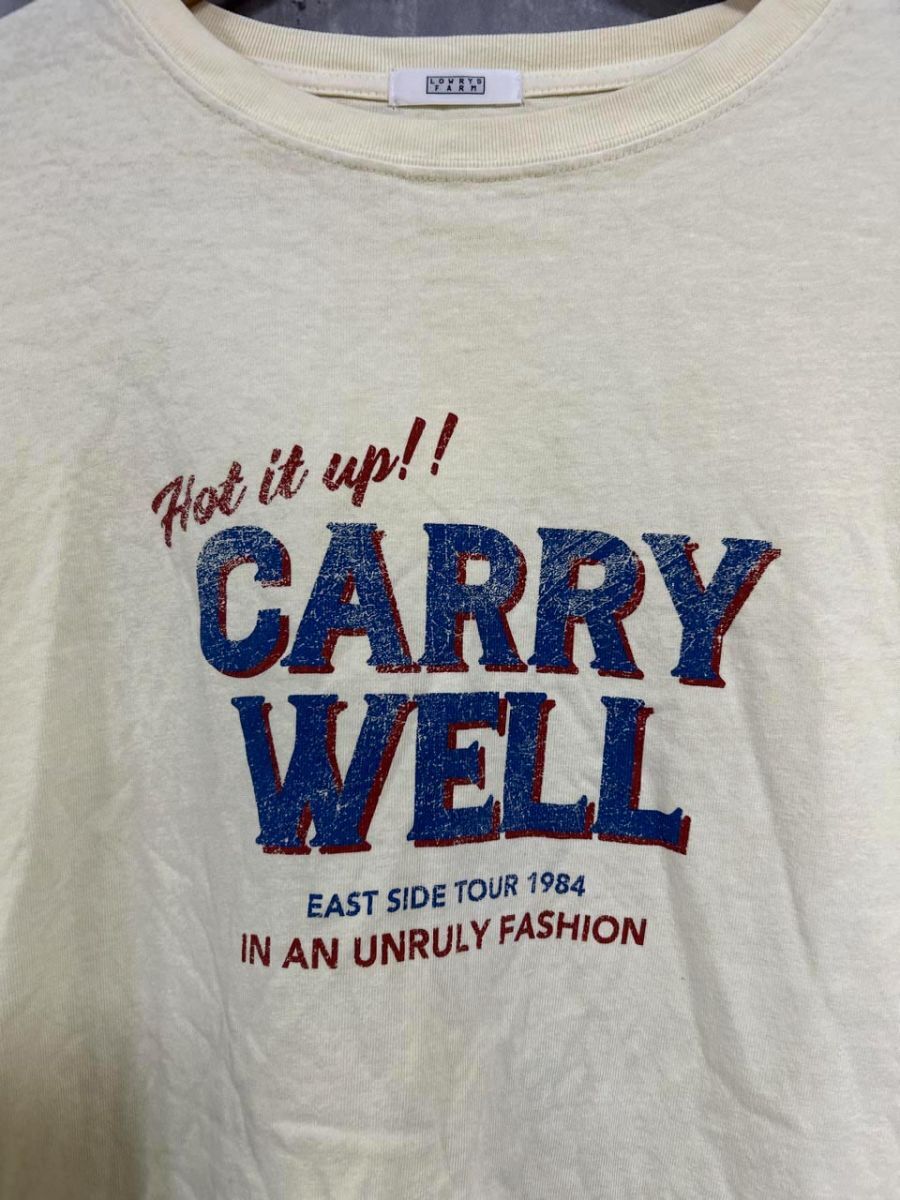 LOWRYS
FARM
Hot it up!!
CARRY
WELL
EAST SIDE TOUR 1984
IN AN UNRULY FASHION